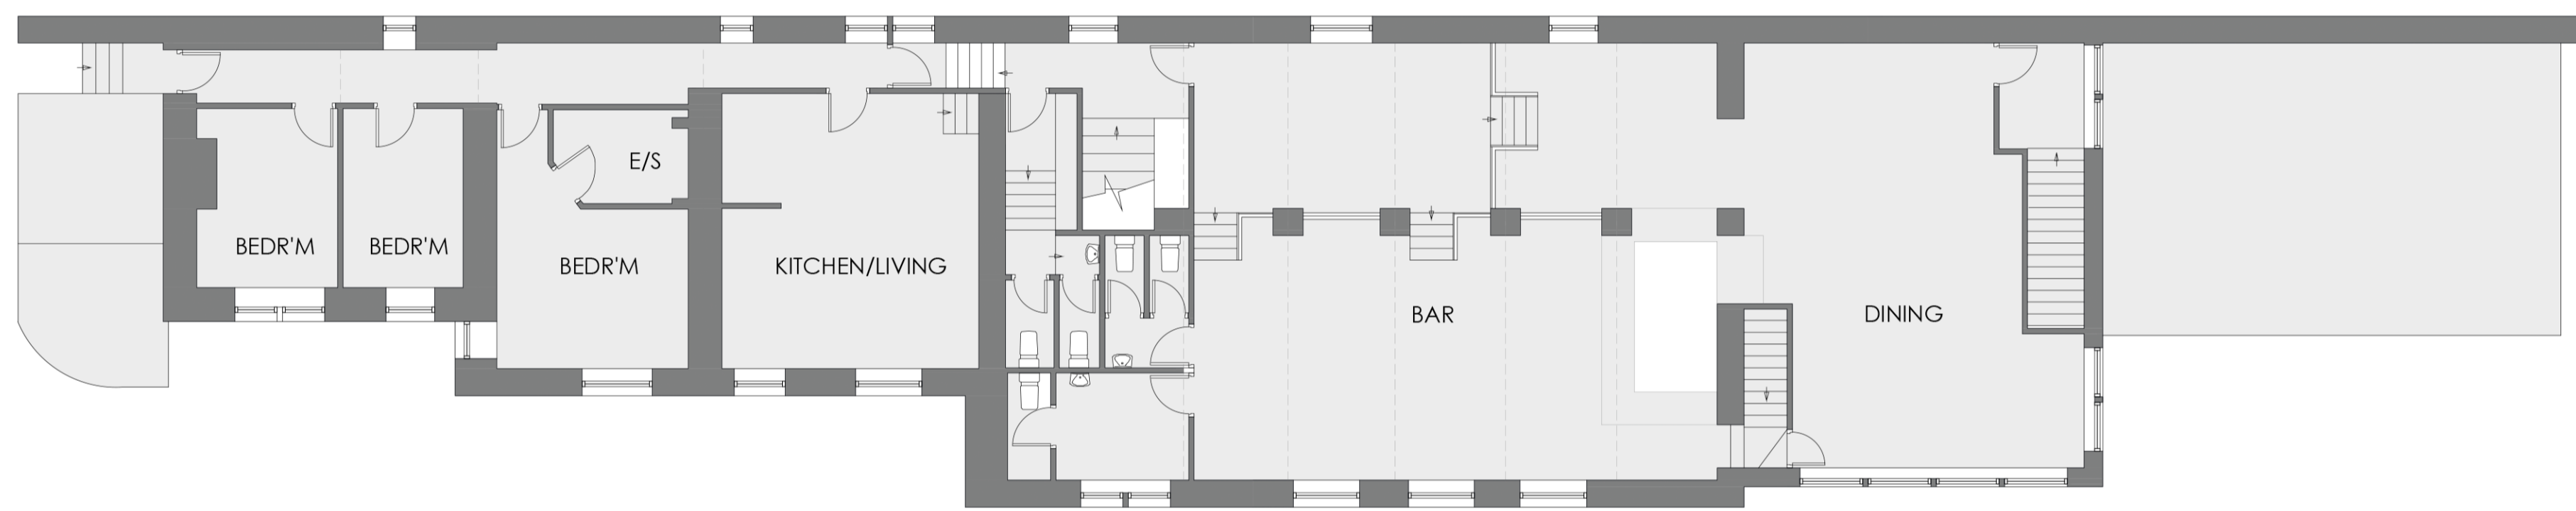 E/S
BEDR'M
BEDR'M
BEDR'M
KITCHEN/LIVING
BAR
DINING